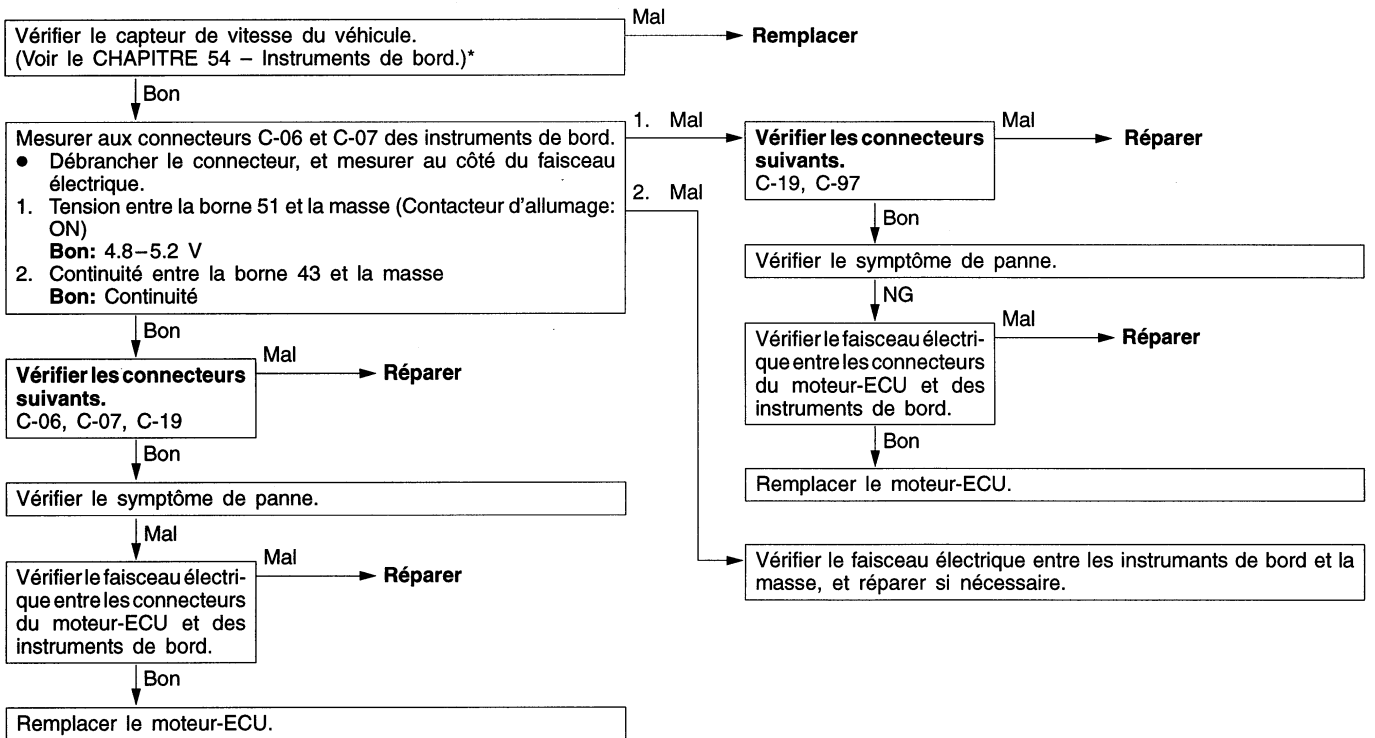 Vérifier le capteur de vitesse du véhicule.
(Voir le CHAPITRE 54 – Instruments de bord.)*
Mal
Remplacer
Bon
Mesurer aux connecteurs C-06 et C-07 des instruments de bord.
● Débrancher le connecteur, et mesurer au côté du faisceau
électrique.
1. Tension entre la borne 51 et la masse (Contacteur d'allumage:
ON)
Bon: 4.8–5.2 V
2. Continuité entre la borne 43 et la masse
Bon: Continuité
1. Mal
2. Mal
Bon
Vérifier les connecteurs
suivants.
C-06, C-07, C-19
Mal
Réparer
Bon
Vérifier le symptôme de panne.
Mal
Vérifier le faisceau électri-
que entre les connecteurs
du moteur-ECU et des
instruments de bord.
Mal
Réparer
Bon
Remplacer le moteur-ECU.
Vérifier les connecteurs
suivants.
C-19, C-97
Mal
Réparer
Bon
Vérifier le symptôme de panne.
NG
Vérifier le faisceau électri-
que entre les connecteurs
du moteur-ECU et des
instruments de bord.
Mal
Réparer
Bon
Remplacer le moteur-ECU.
Vérifier le faisceau électrique entre les instrumants de bord et la
masse, et réparer si nécessaire.